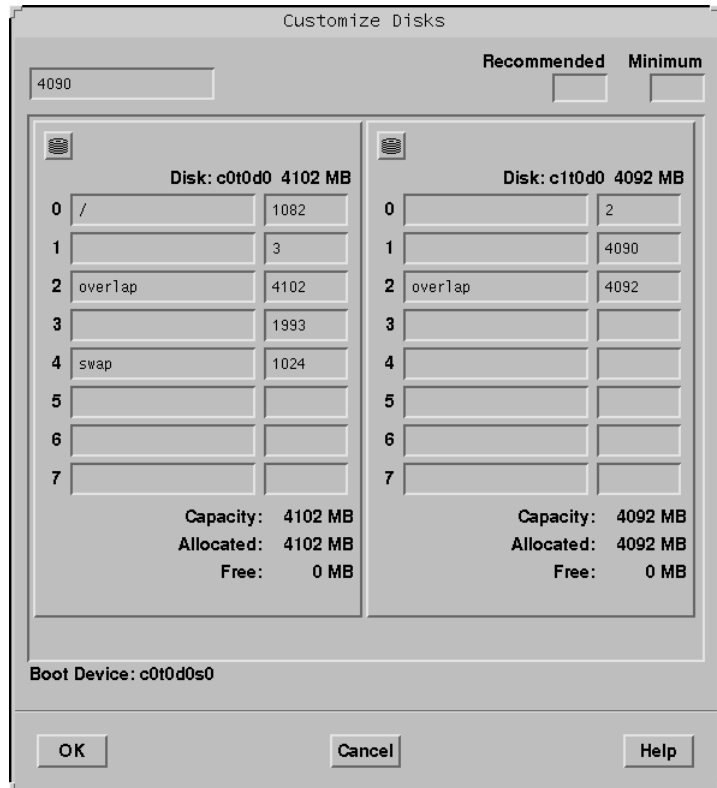 Customize Disks
Recommended Minimum
4090
Disk: c0t0d0 4102 MB
0 / 1082
1 3
2 overlap 4102
3 1993
4 swap 1024
5
6
7
Capacity: 4102 MB
Allocated: 4102 MB
Free: 0 MB
Disk: c1t0d0 4092 MB
0 2
1 4090
2 overlap 4092
3
4
5
6
7
Capacity: 4092 MB
Allocated: 4092 MB
Free: 0 MB
Boot Device: c0t0d0s0
OK Cancel Help